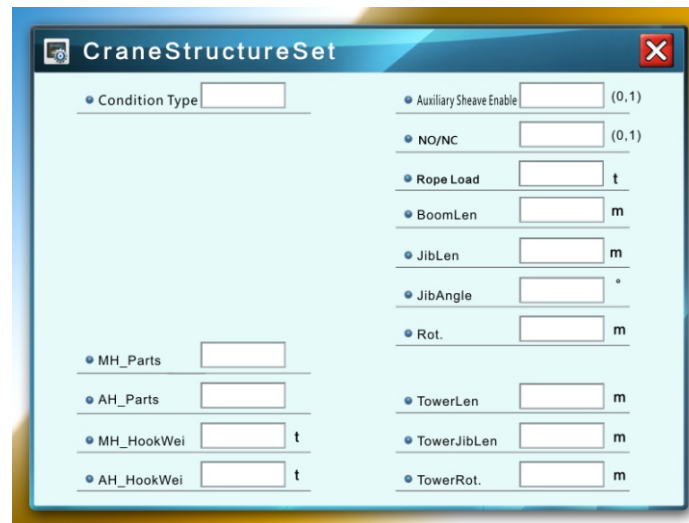 CraneStructureSet
Condition Type
MH_Parts
AH_Parts
MH_HookWei t
AH_HookWei t
Auxiliary Sheave Enable (0,1)
NO/NC (0,1)
Rope Load t
BoomLen m
JibLen m
JibAngle °
Rot. m
TowerLen m
TowerJibLen m
TowerRot. m